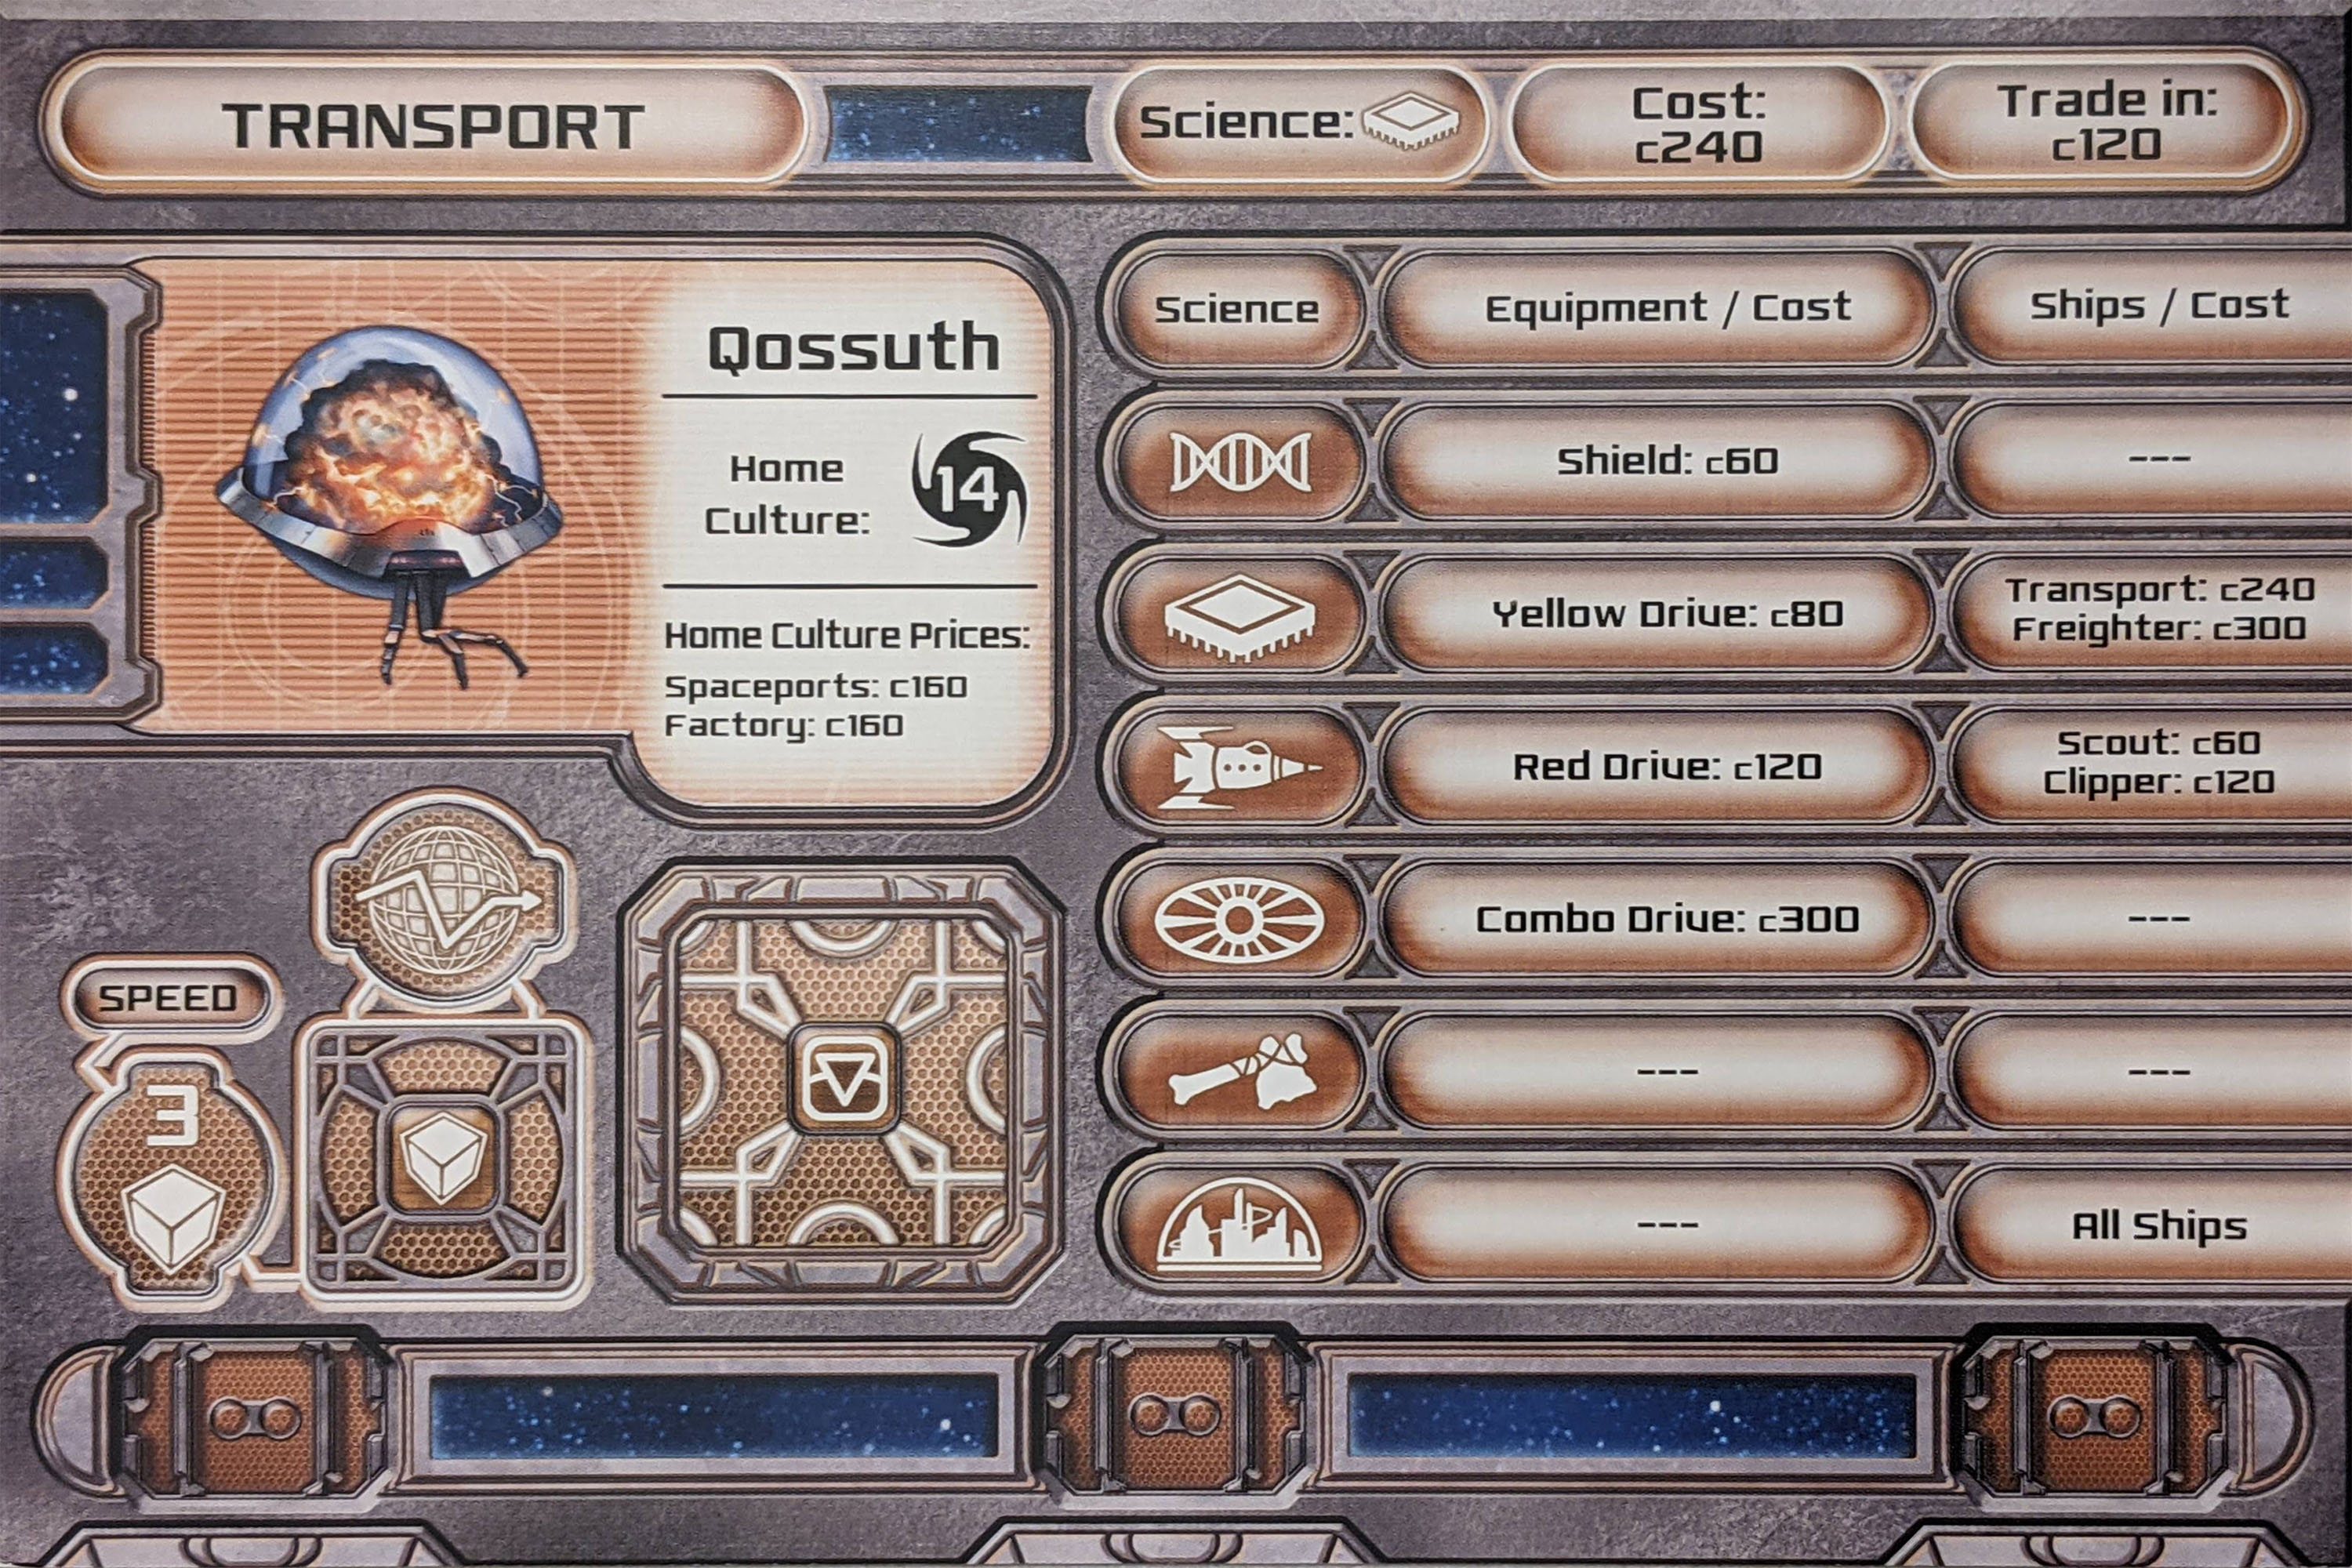 TRANSPORT
Science:
Cost:
c240
Trade in:
c120
Qossuth
Home
Culture:
14
Home Culture Prices:
Spaceports: c160
Factory: c160
SPEED
3
Science
Equipment / Cost
Ships / Cost
Shield: c60
---
Yellow Drive: c80
Transport: c240
Freighter: c300
Red Drive: c120
Scout: c60
Clipper: c120
Combo Drive: c300
---
---
---
---
All Ships